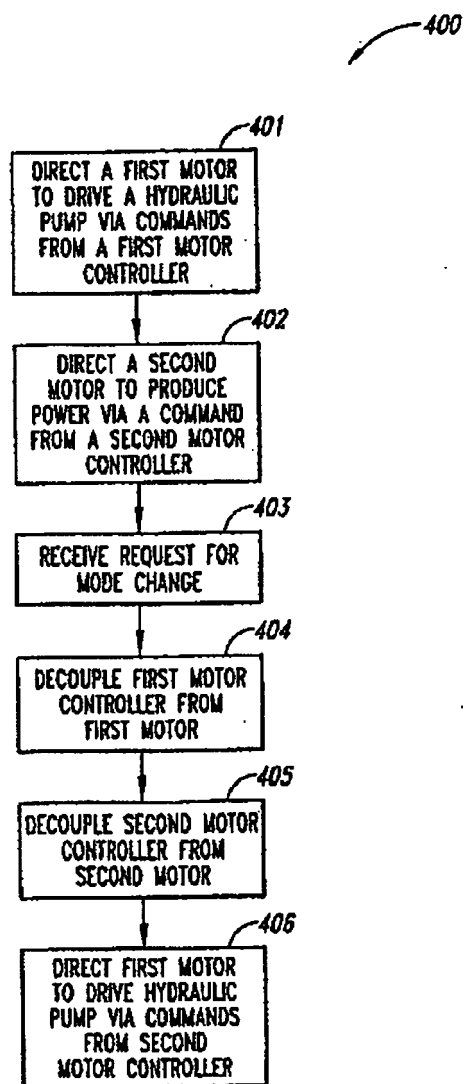 400
401
DIRECT A FIRST MOTOR
TO DRIVE A HYDRAULIC
PUMP VIA COMMANDS
FROM A FIRST MOTOR
CONTROLLER
402
DIRECT A SECOND
MOTOR TO PRODUCE
POWER VIA A COMMAND
FROM A SECOND MOTOR
CONTROLLER
403
RECEIVE REQUEST FOR
MODE CHANGE
404
DECOUPLE FIRST MOTOR
CONTROLLER FROM
FIRST MOTOR
405
DECOUPLE SECOND MOTOR
CONTROLLER FROM
SECOND MOTOR
406
DIRECT FIRST MOTOR
TO DRIVE HYDRAULIC
PUMP VIA COMMANDS
FROM SECOND
MOTOR CONTROLLER